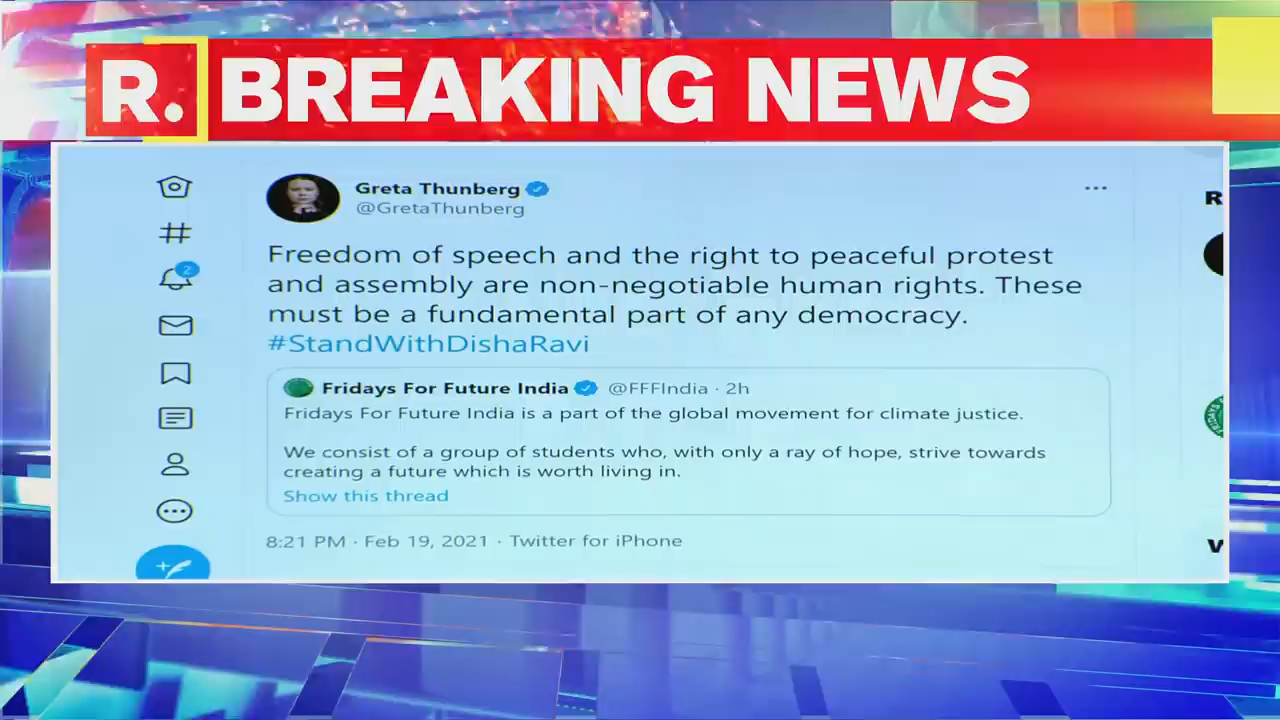 R. BREAKING NEWS
Greta Thunberg
@GretaThunberg
Freedom of speech and the right to peaceful protest
and assembly are non-negotiable human rights. These
must be a fundamental part of any democracy.
#StandWithDishaRavi
Fridays For Future India @FFFIndia · 2h
Fridays For Future India is a part of the global movement for climate justice.
We consist of a group of students who, with only a ray of hope, strive towards
creating a future which is worth living in.
Show this thread
8:21 PM · Feb 19, 2021 · Twitter for iPhone
2
R
FRIDAYS